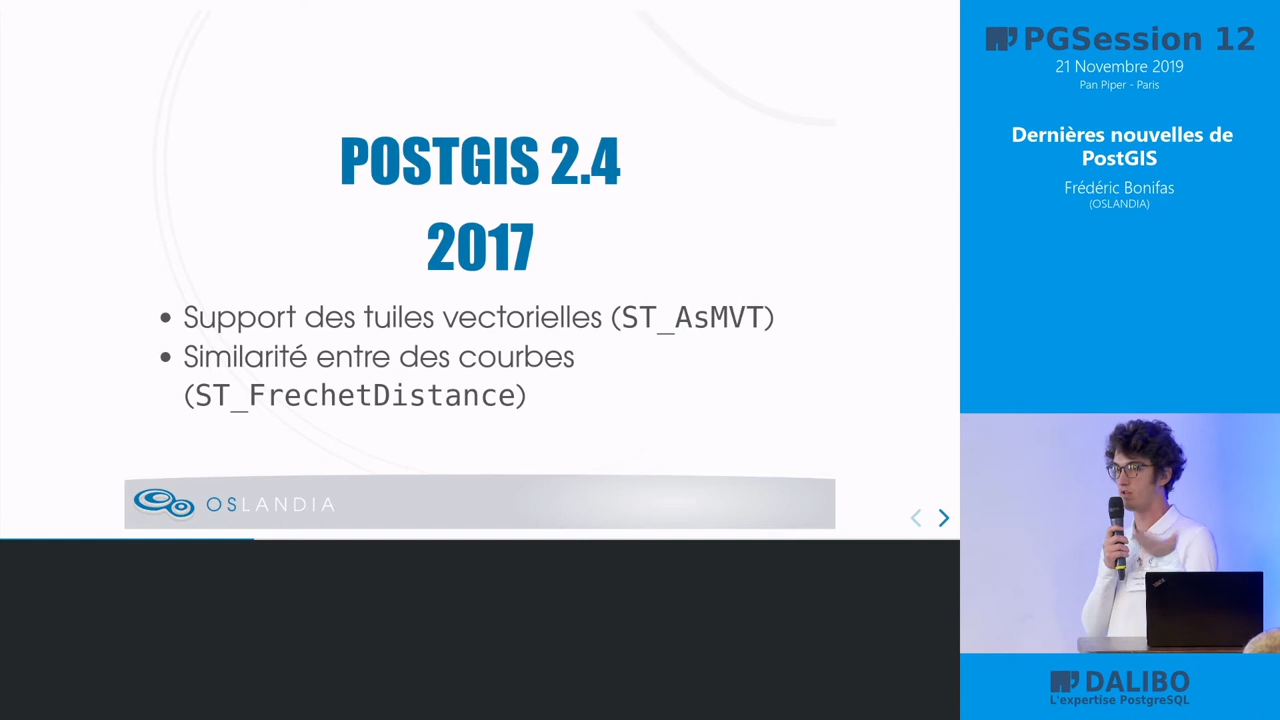 POSTGIS 2.4
2017
• Support des tuiles vectorielles (ST_AsMVT)
• Similarité entre des courbes
(ST_FrechetDistance)
OSLANDIA
PGSession 12
21 Novembre 2019
Pan Piper - Paris
Dernières nouvelles de
PostGIS
Frédéric Bonifas
(OSLANDIA)
DALIBO
L'expertise PostgreSQL